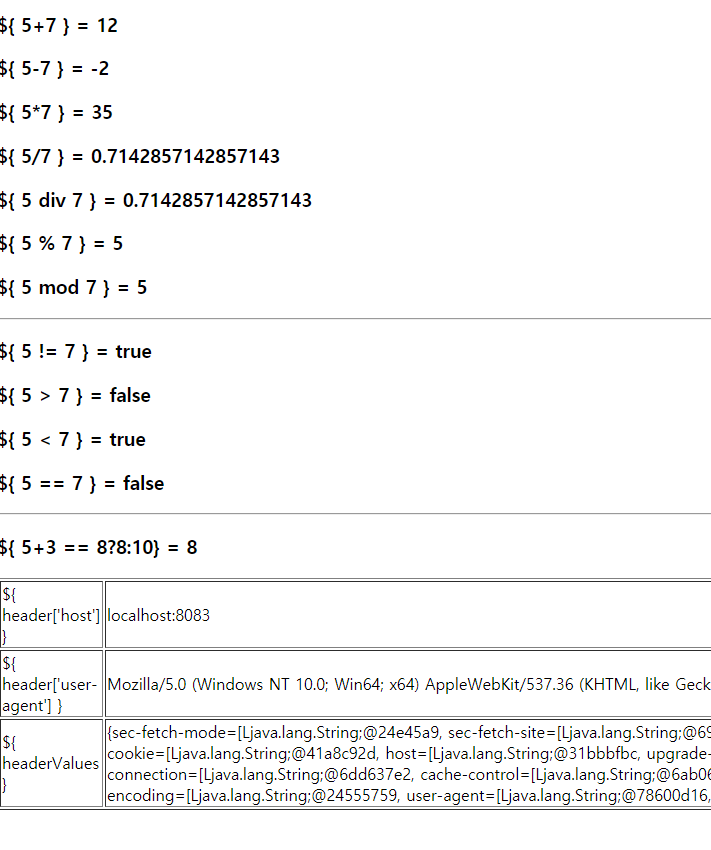 ${ 5+7 } = 12
${ 5-7 } = -2
${ 5*7 } = 35
${ 5/7 } = 0.7142857142857143
${ 5 div 7 } = 0.7142857142857143
${ 5 % 7 } = 5
${ 5 mod 7 } = 5
${ 5 != 7 } = true
${ 5 > 7 } = false
${ 5 < 7 } = true
${ 5 == 7 } = false
${ 5+3 == 8?8:10} = 8
${
header['host']
}
localhost:8083
${
header['user-
agent'] }
Mozilla/5.0 (Windows NT 10.0; Win64; x64) AppleWebKit/537.36 (KHTML, like Geck
${
headerValues
}
{sec-fetch-mode=[Ljava.lang.String;@24e45a9, sec-fetch-site=[Ljava.lang.String;@69
cookie=[Ljava.lang.String;@41a8c92d, host=[Ljava.lang.String;@31bbbfbc, upgrade-
connection=[Ljava.lang.String;@6dd637e2, cache-control=[Ljava.lang.String;@6ab06
encoding=[Ljava.lang.String;@24555759, user-agent=[Ljava.lang.String;@78600d16,